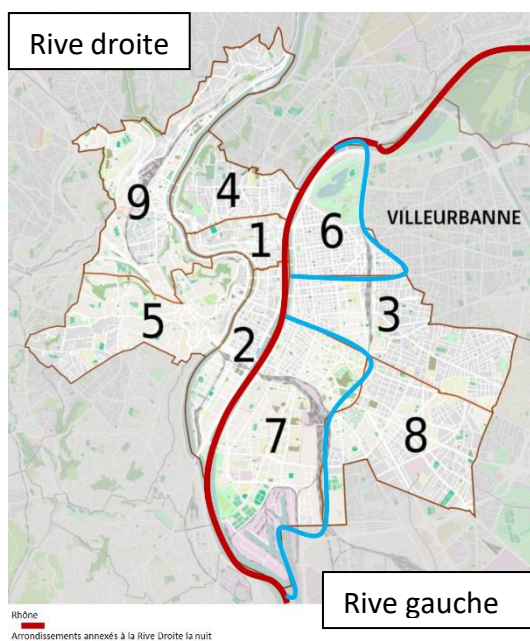 Rive droite
9
4
1
6
VILLEURBANNE
5
2
3
7
8
Rive gauche
Rhône
Arrondissements annexés à la Rive Droite la nuit